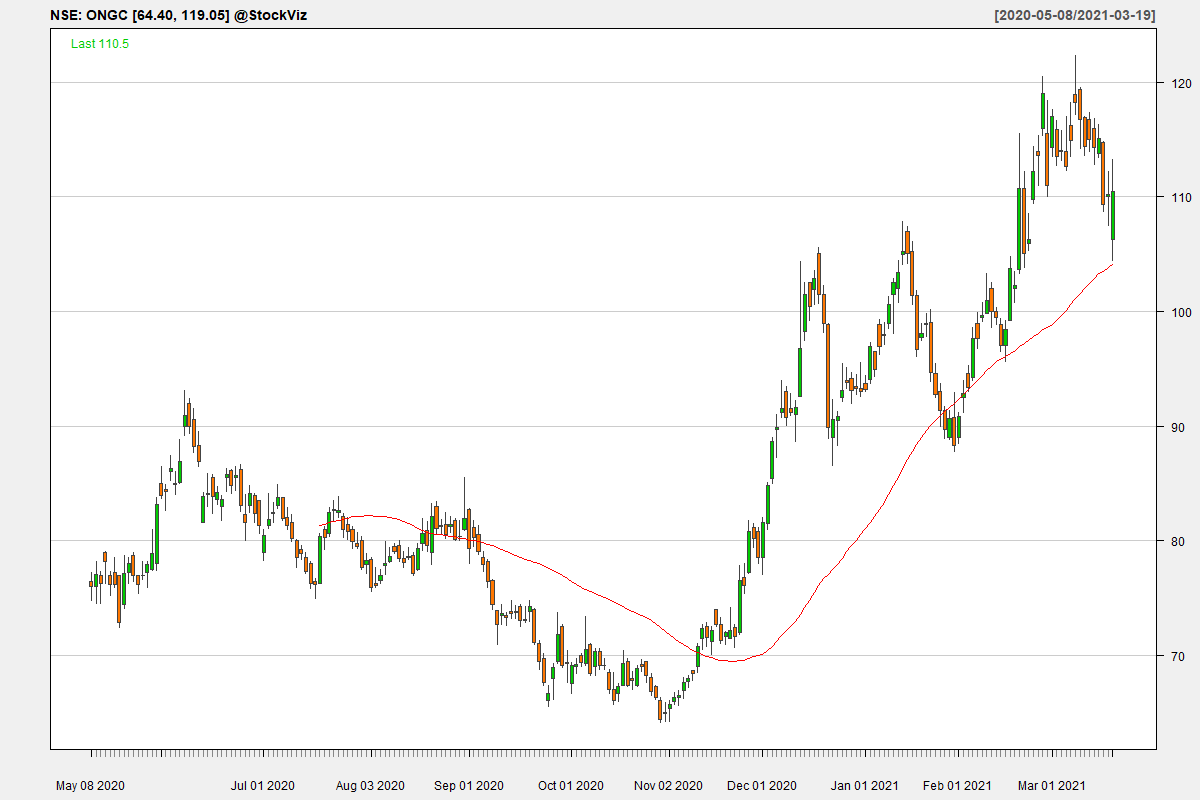 NSE: ONGC [64.40, 119.05] @StockViz
[2020-05-08/2021-03-19]
Last 110.5
120
110
100
90
80
70
May 08 2020
Jul 01 2020
Aug 03 2020
Sep 01 2020
Oct 01 2020
Nov 02 2020
Dec 01 2020
Jan 01 2021
Feb 01 2021
Mar 01 2021